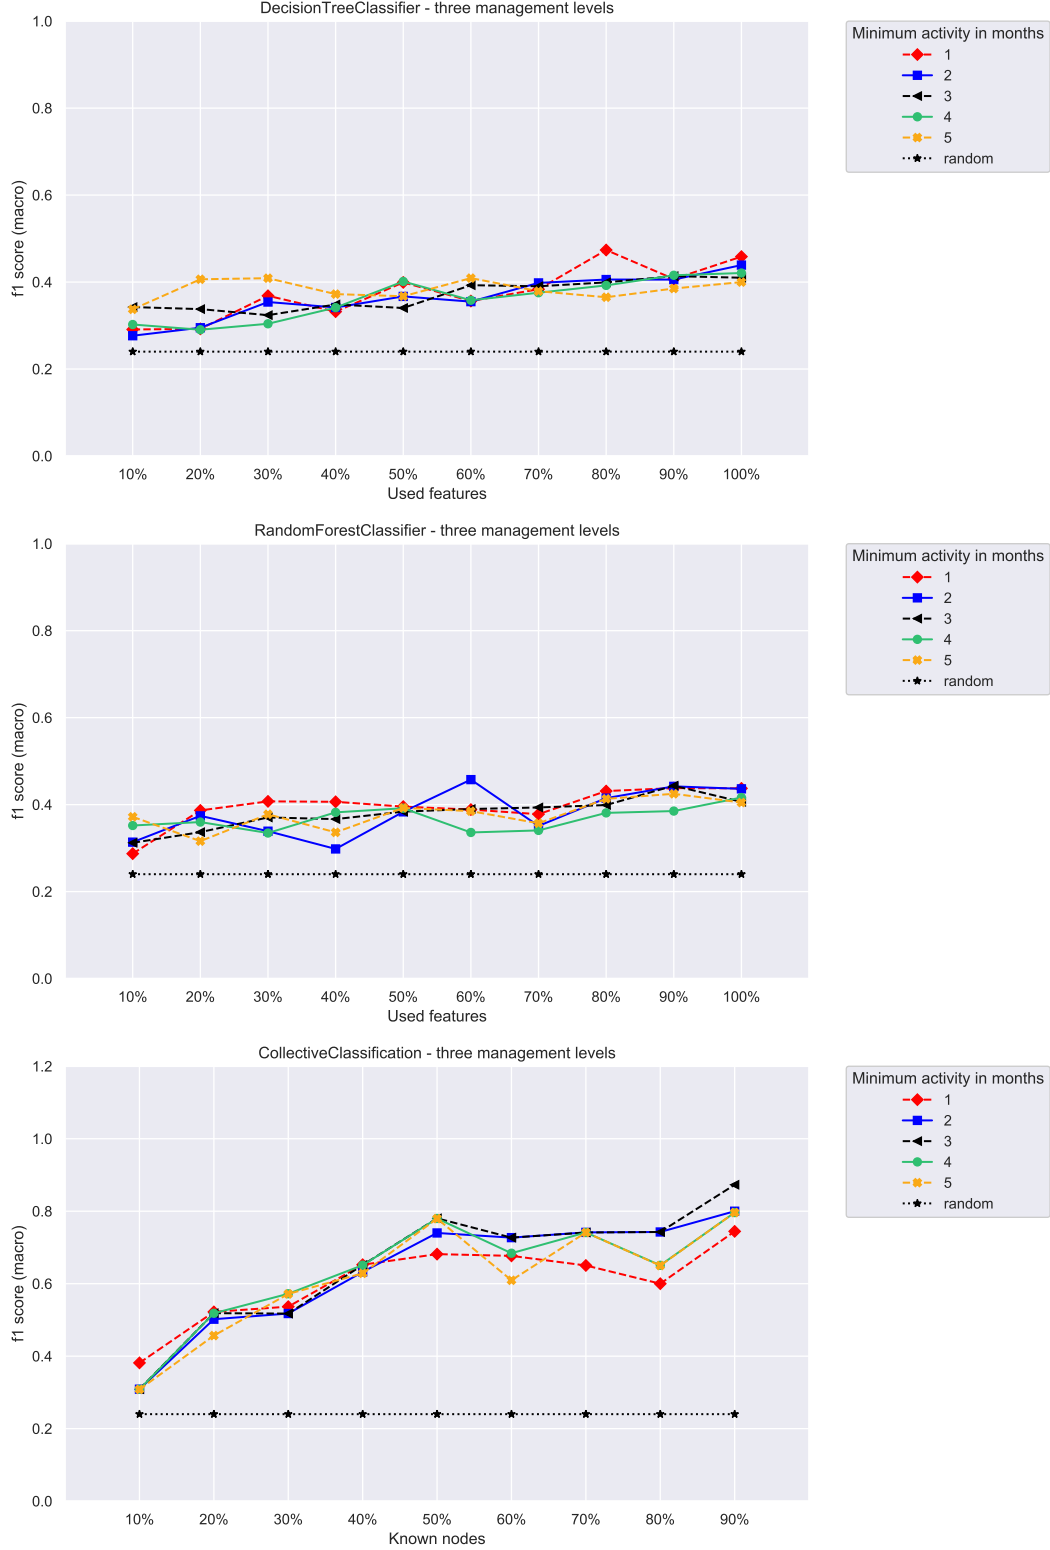 DecisionTreeClassifier - three management levels
f1 score (macro)
1.0
0.8
0.6
0.4
0.2
0.0
10% 20% 30% 40% 50% 60% 70% 80% 90% 100%
Used features
Minimum activity in months
1
2
3
4
5
random
RandomForestClassifier - three management levels
f1 score (macro)
1.0
0.8
0.6
0.4
0.2
0.0
10% 20% 30% 40% 50% 60% 70% 80% 90% 100%
Used features
Minimum activity in months
1
2
3
4
5
random
CollectiveClassification - three management levels
f1 score (macro)
1.2
1.0
0.8
0.6
0.4
0.2
0.0
10% 20% 30% 40% 50% 60% 70% 80% 90%
Known nodes
Minimum activity in months
1
2
3
4
5
random